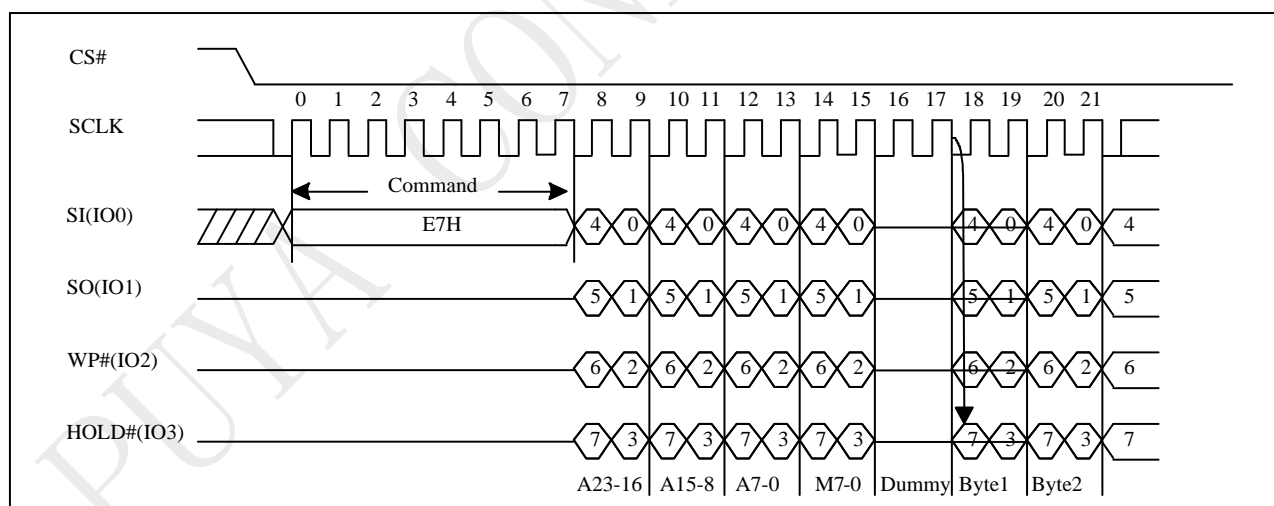 CS#
0 1 2 3 4 5 6 7 8 9 10 11 12 13 14 15 16 17 18 19 20 21
SCLK
Command
SI(IO0) E7H 4 0 4 0 4 0 4 0 4 0 4 0 4
SO(IO1) 5 1 5 1 5 1 5 1 5 1 5 1 5
WP#(IO2) 6 2 6 2 6 2 6 2 6 2 6 2 6
HOLD#(IO3) 7 3 7 3 7 3 7 3 7 3 7 3 7
A23-16 A15-8 A7-0 M7-0 Dummy Byte1 Byte2
PUYA CON